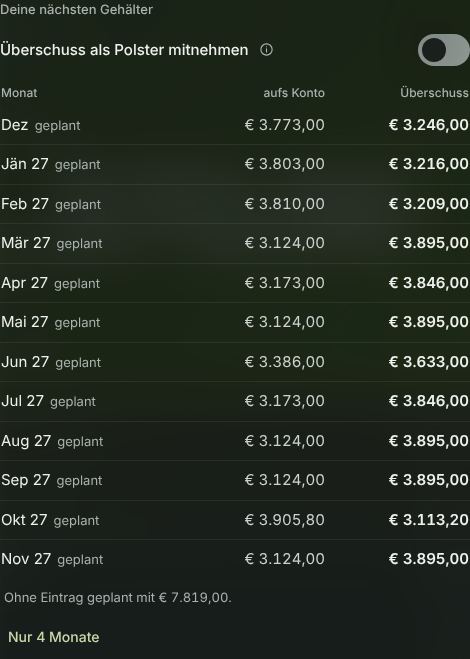 Deine nächsten Gehälter
Überschuss als Polster mitnehmen
Monat aufs Konto Überschuss
Dez geplant € 3.773,00 € 3.246,00
Jän 27 geplant € 3.803,00 € 3.216,00
Feb 27 geplant € 3.810,00 € 3.209,00
Mär 27 geplant € 3.124,00 € 3.895,00
Apr 27 geplant € 3.173,00 € 3.846,00
Mai 27 geplant € 3.124,00 € 3.895,00
Jun 27 geplant € 3.386,00 € 3.633,00
Jul 27 geplant € 3.173,00 € 3.846,00
Aug 27 geplant € 3.124,00 € 3.895,00
Sep 27 geplant € 3.124,00 € 3.895,00
Okt 27 geplant € 3.905,80 € 3.113,20
Nov 27 geplant € 3.124,00 € 3.895,00
Ohne Eintrag geplant mit € 7.819,00.
Nur 4 Monate